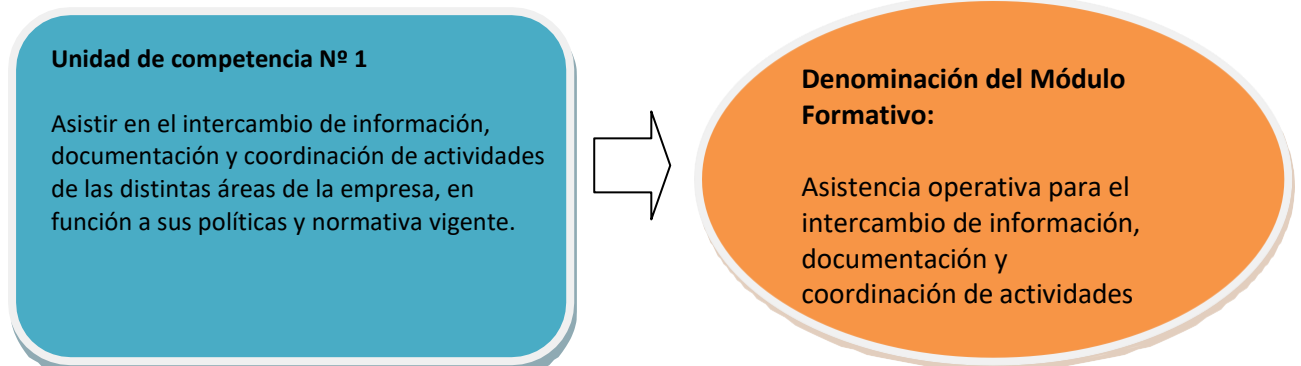 Unidad de competencia Nº 1
Asistir en el intercambio de información,
documentación y coordinación de actividades
de las distintas áreas de la empresa, en
función a sus políticas y normativa vigente.
Denominación del Módulo
Formativo:
Asistencia operativa para el
intercambio de información,
documentación y
coordinación de actividades